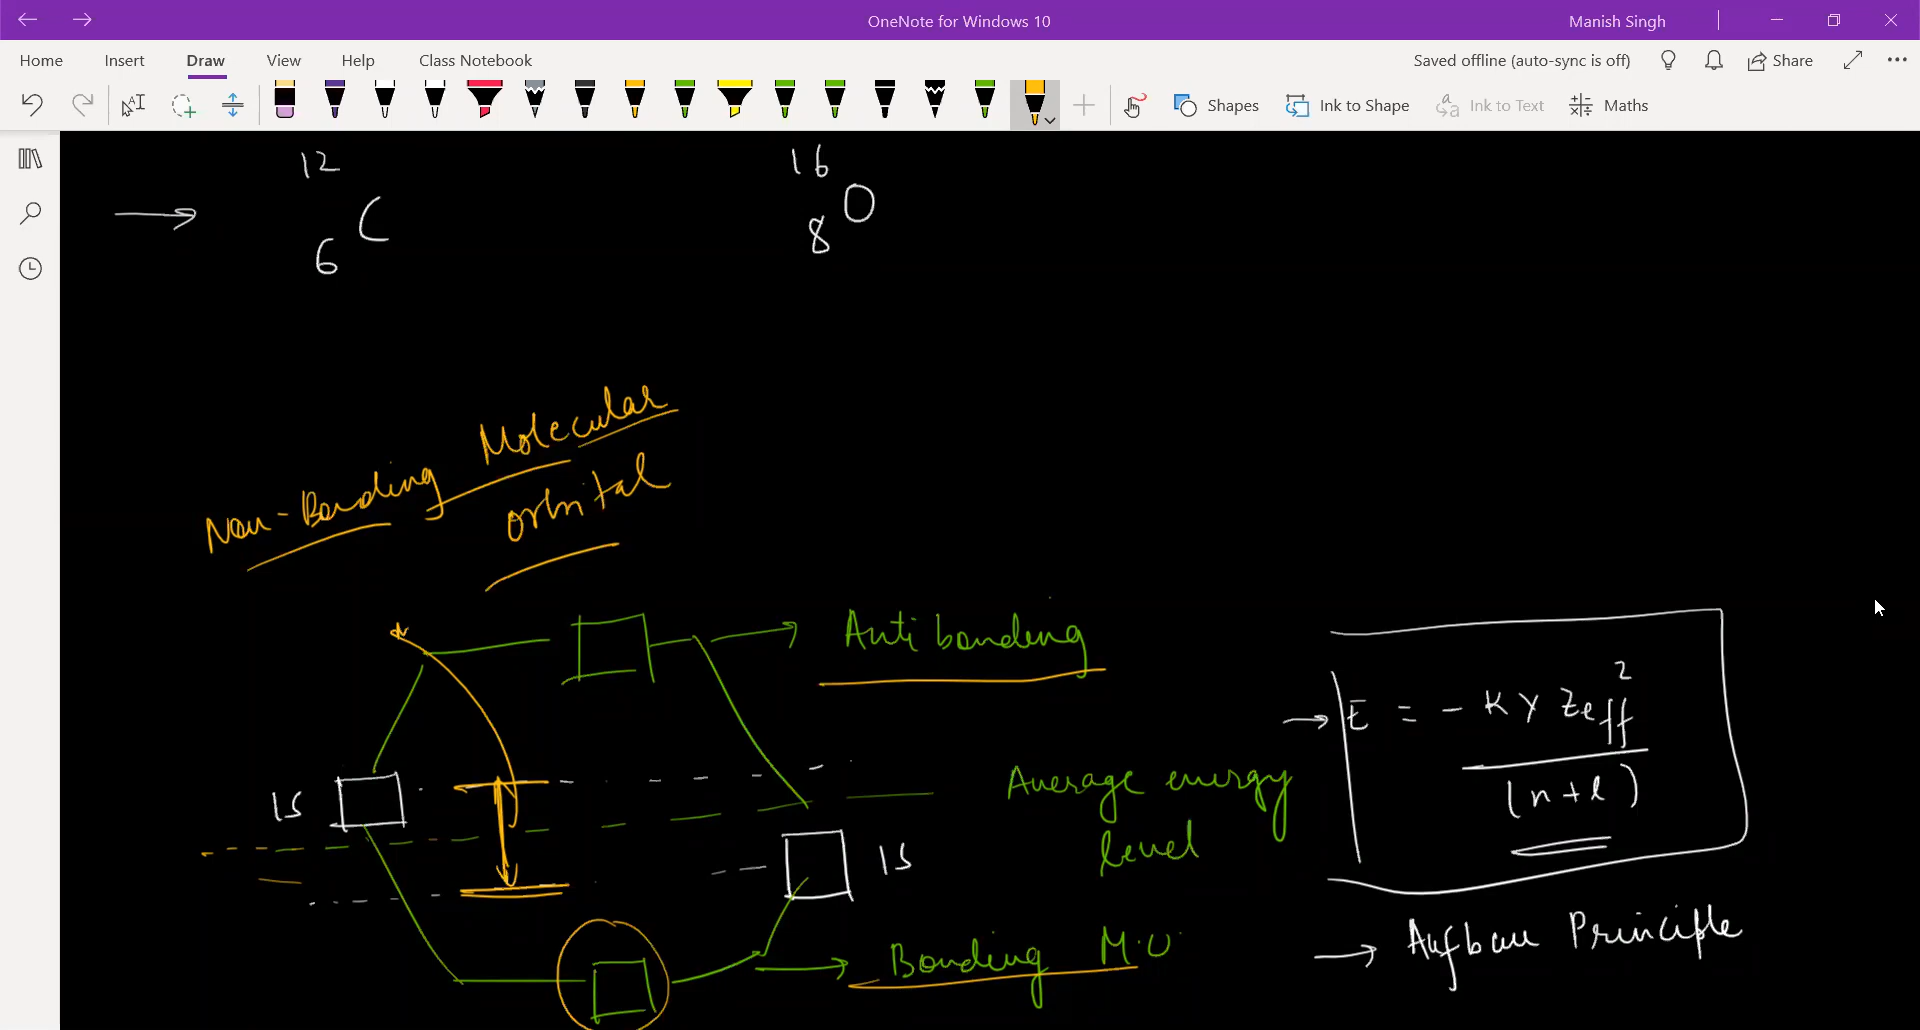 OneNote for Windows 10
Manish Singh
Home Insert Draw View Help Class Notebook
Saved offline (auto-sync is off) Share
Shapes Ink to Shape Ink to Text Maths
12
C
6
16
O
8
Non-Bonding Molecular
orbital
Anti bonding
E = - K × Zeff²
(n+l)
1S
Average energy
level
1S
Bonding M.O
Aufbau Principle